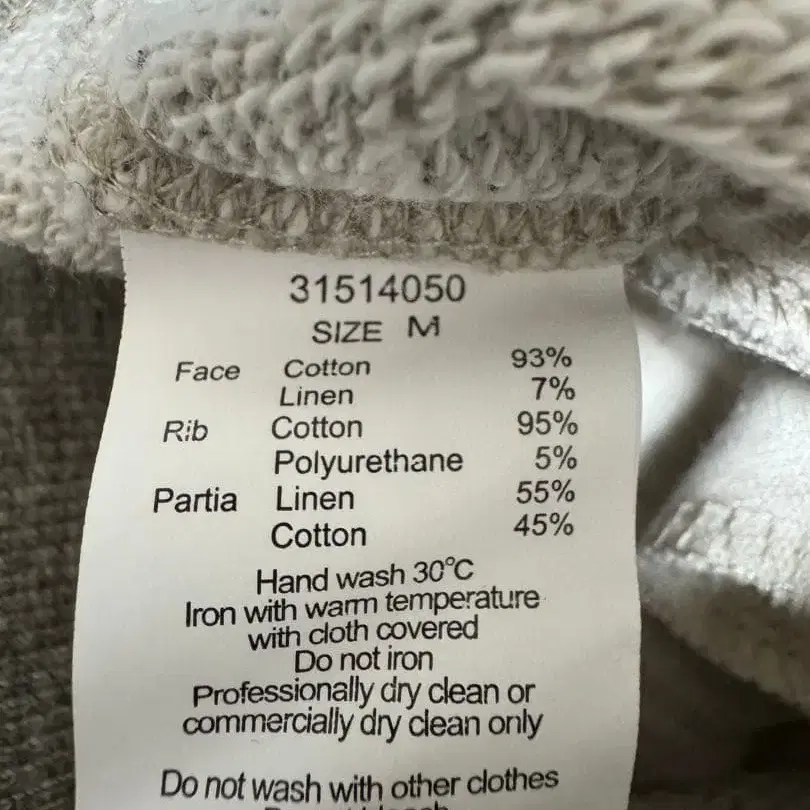 31514050
SIZE M
Face Cotton 93%
Linen 7%
Rib Cotton 95%
Polyurethane 5%
Partia Linen 55%
Cotton 45%
Hand wash 30°C
Iron with warm temperature
with cloth covered
Do not iron
Professionally dry clean or
commercially dry clean only
Do not wash with other clothes